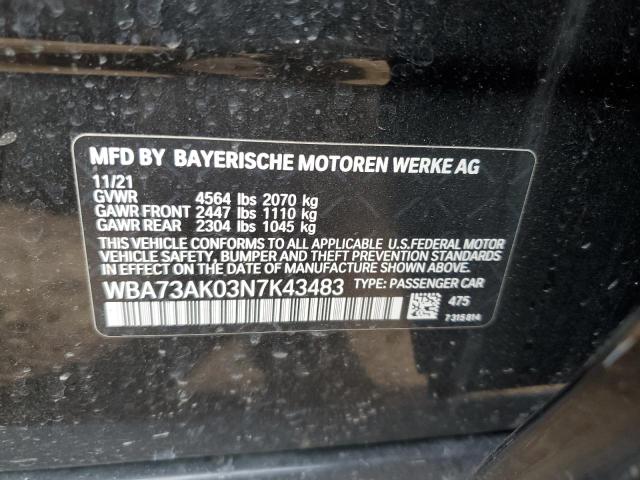 MFD BY BAYERISCHE MOTOREN WERKE AG
11/21
GVWR 4564 lbs 2070 kg
GAWR FRONT 2447 lbs 1110 kg
GAWR REAR 2304 lbs 1045 kg
THIS VEHICLE CONFORMS TO ALL APPLICABLE U.S.FEDERAL MOTOR
VEHICLE SAFETY, BUMPER, AND THEFT PREVENTION STANDARDS
IN EFFECT ON THE DATE OF MANUFACTURE SHOWN ABOVE.
WBA73AK03N7K43483 TYPE: PASSENGER CAR
475
7315814